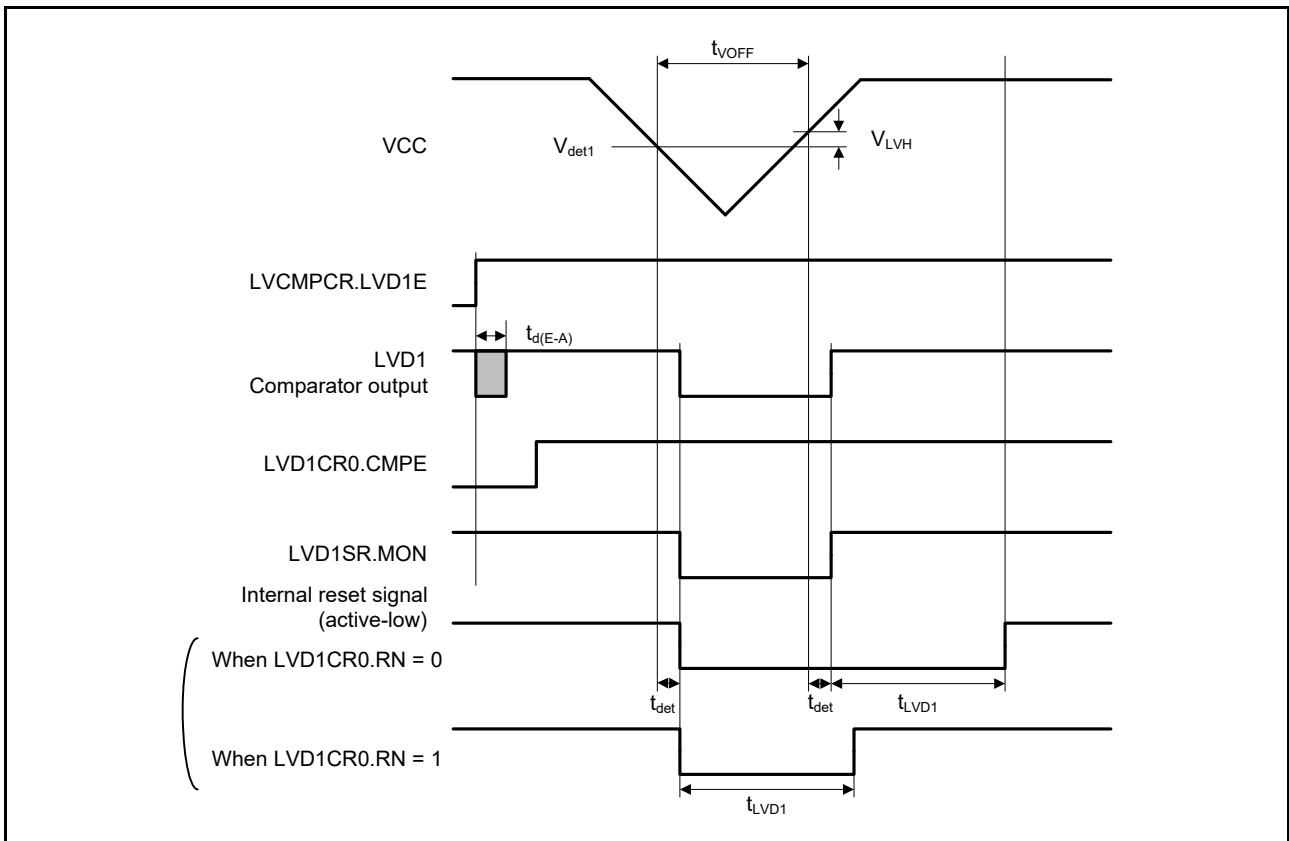 tVOFF
VCC
Vdet1
VLVH
LVCMPCR.LVD1E
td(E-A)
LVD1
Comparator output
LVD1CR0.CMPE
LVD1SR.MON
Internal reset signal
(active-low)
When LVD1CR0.RN = 0
tdet
tdet
tLVD1
When LVD1CR0.RN = 1
tLVD1